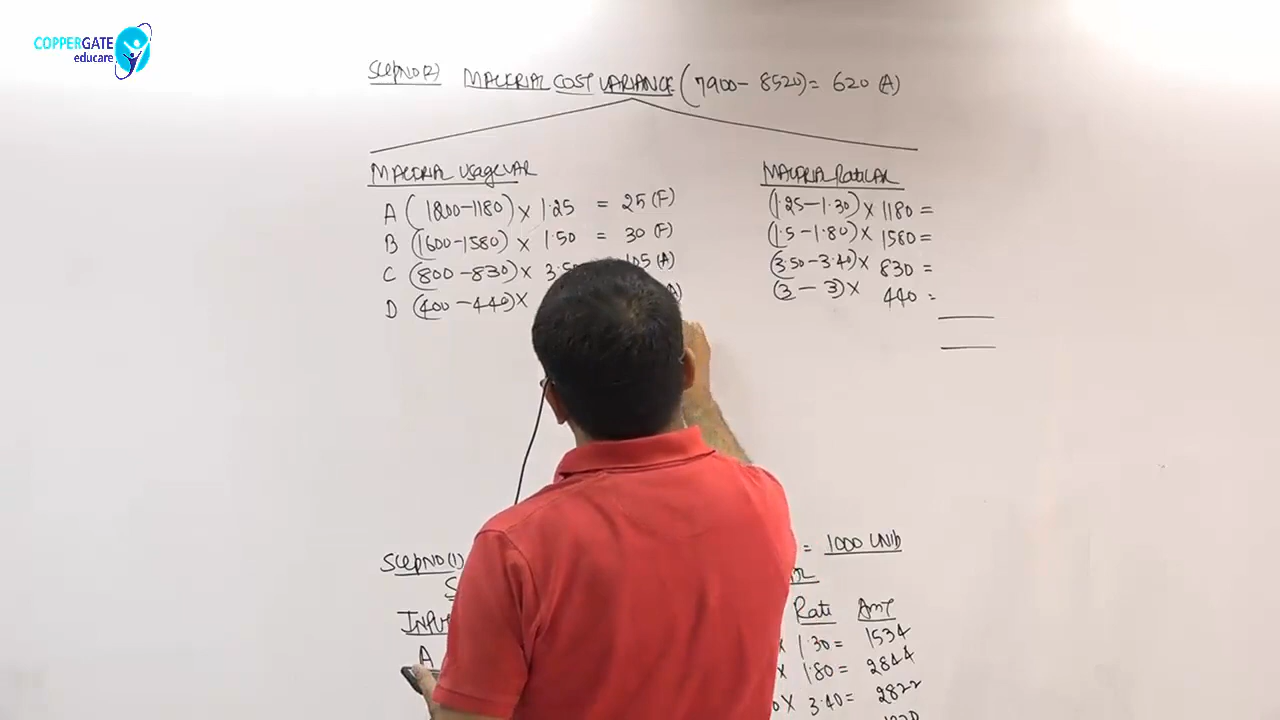 COPPERGATE
educare
Step NO (2) MATERIAL COST VARIANCE (7900 - 8520) = 620 (A)
MATERIAL Usage VAR
A (1200-1180) × 1.25 = 25 (F)
B (1600-1580) × 1.50 = 30 (F)
C (800-830) × 3.50 105 (A)
D (400-440) × (A)
MATERIAL Rate VAR
(1.25-1.30) × 1180 =
(1.5-1.80) × 1580 =
(3.50-3.40) × 830 =
(3-3) × 440 =
Step NO (1) = 1000 Units
S
INPU Rate Amt
A × 1.30 = 1534
× 1.80 = 2844
0 × 3.40 = 2822